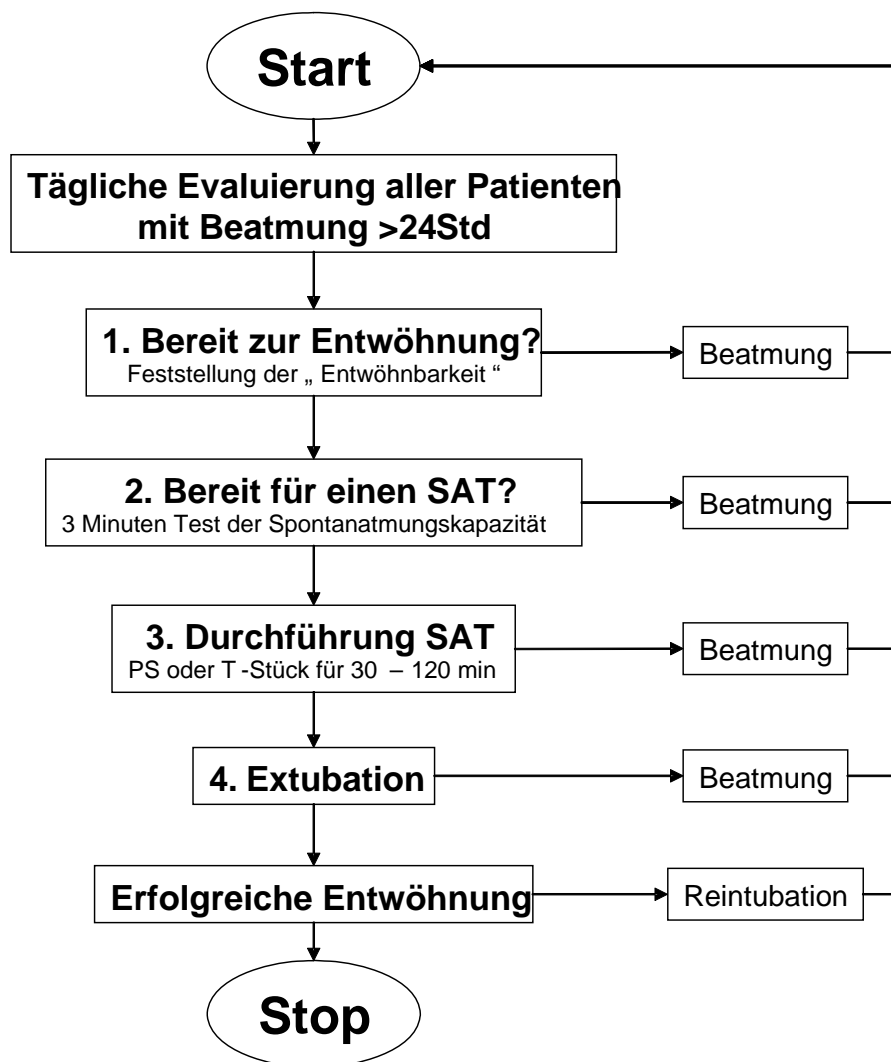 Start
Tägliche Evaluierung aller Patienten
mit Beatmung >24Std
1. Bereit zur Entwöhnung?
Feststellung der „ Entwöhnbarkeit “
Beatmung
2. Bereit für einen SAT?
3 Minuten Test der Spontanatmungskapazität
Beatmung
3. Durchführung SAT
PS oder T -Stück für 30 – 120 min
Beatmung
4. Extubation
Beatmung
Erfolgreiche Entwöhnung
Reintubation
Stop